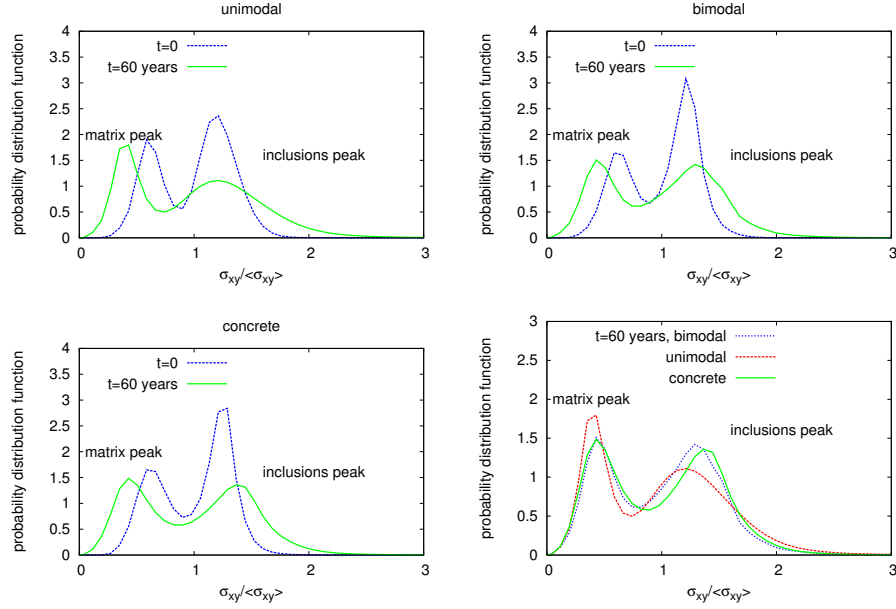 unimodal
probability distribution function
4
3.5
3
2.5
2
1.5
1
0.5
0
t=0
t=60 years
matrix peak
inclusions peak
0 1 2 3
σxy/<σxy>
bimodal
probability distribution function
4
3.5
3
2.5
2
1.5
1
0.5
0
t=0
t=60 years
matrix peak
inclusions peak
0 1 2 3
σxy/<σxy>
concrete
probability distribution function
4
3.5
3
2.5
2
1.5
1
0.5
0
t=0
t=60 years
matrix peak
inclusions peak
0 1 2 3
σxy/<σxy>
probability distribution function
3
2.5
2
1.5
1
0.5
0
t=60 years, bimodal
unimodal
concrete
matrix peak
inclusions peak
0 1 2 3
σxy/<σxy>